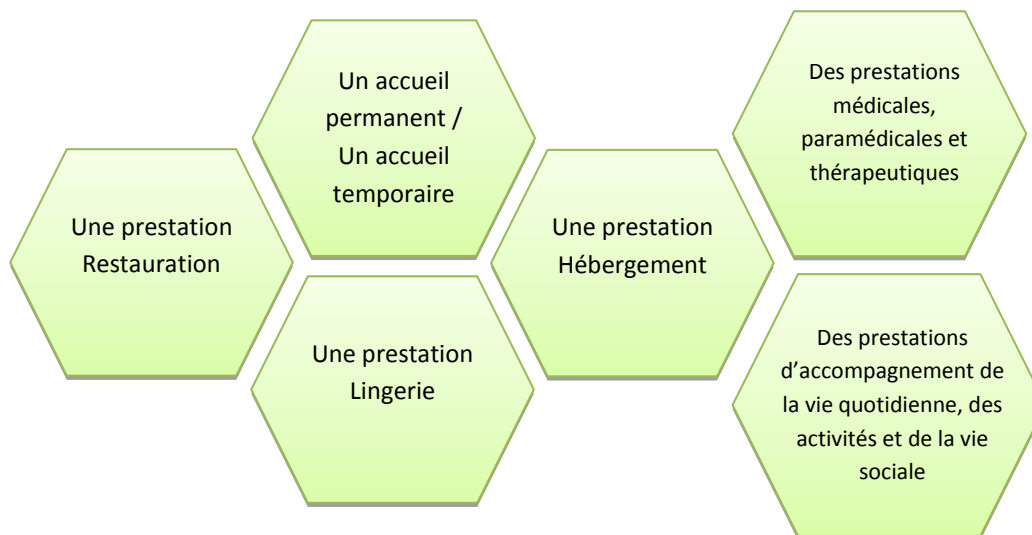 Une prestation
Restauration
Un accueil
permanent /
Un accueil
temporaire
Une prestation
Lingerie
Une prestation
Hébergement
Des prestations
médicales,
paramédicales et
thérapeutiques
Des prestations
d’accompagnement de
la vie quotidienne, des
activités et de la vie
sociale